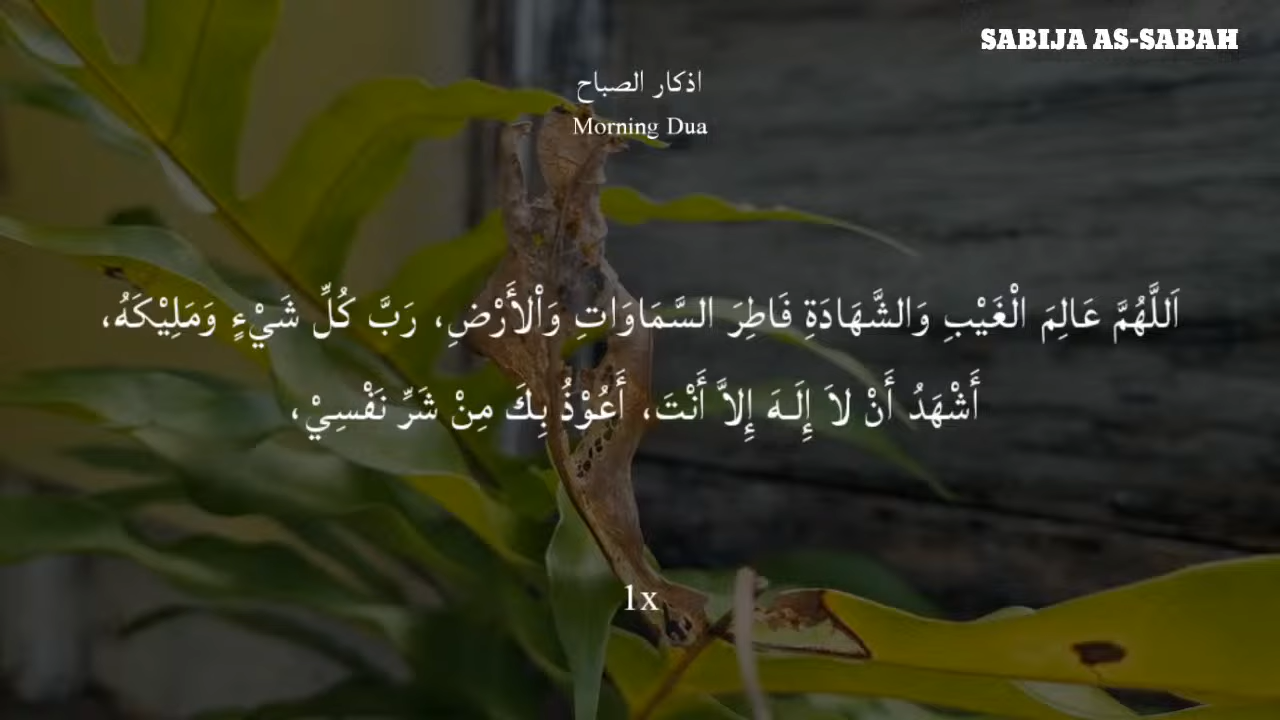 SABIJA AS-SABAH
اذكار الصباح
Morning Dua
اَللَّهُمَّ عَالِمَ الْغَيْبِ وَالشَّهَادَةِ فَاطِرَ السَّمَاوَاتِ وَاْلأَرْضِ، رَبَّ كُلِّ شَيْءٍ وَمَلِيْكَهُ،
أَشْهَدُ أَنْ لاَ إِلَـهَ إِلاَّ أَنْتَ، أَعُوْذُ بِكَ مِنْ شَرِّ نَفْسِيْ،
1x